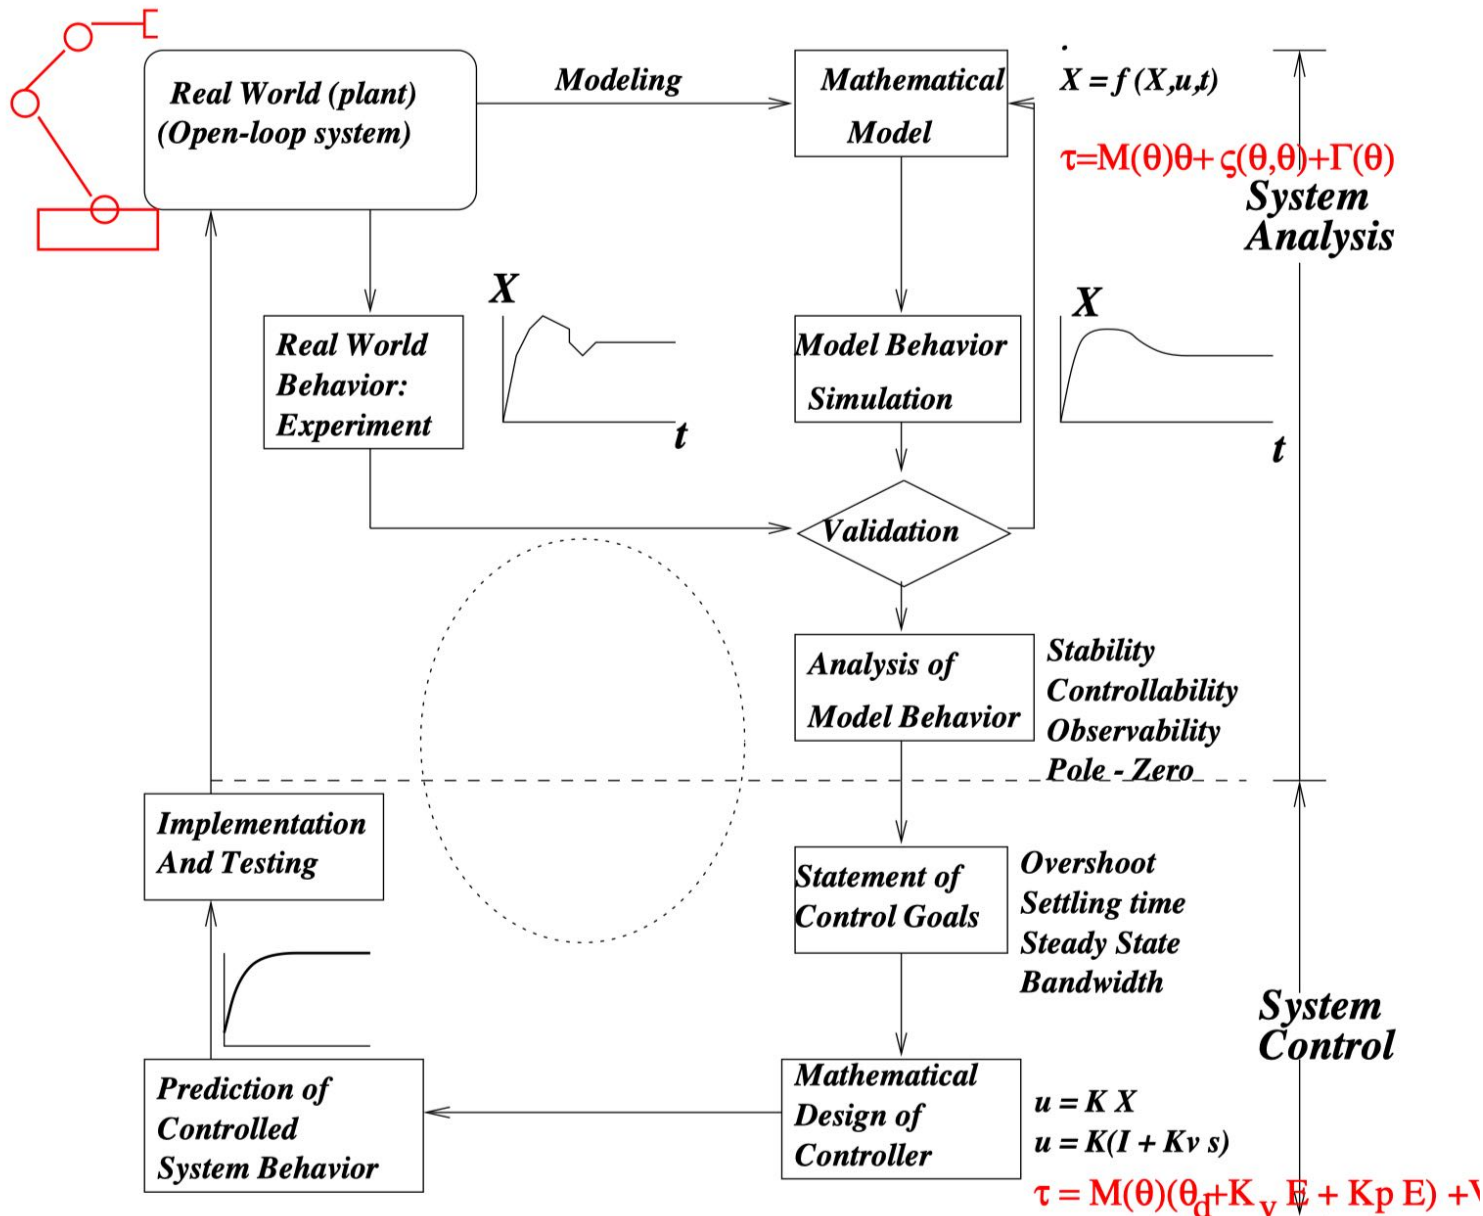 Real World (plant)
(Open-loop system)
Modeling
Mathematical
Model
Ẋ = f (X,u,t)
τ=M(θ)θ+ ς(θ,θ)+Γ(θ)
System
Analysis
Real World
Behavior:
Experiment
X
t
Model Behavior
Simulation
X
t
Validation
Analysis of
Model Behavior
Stability
Controllability
Observability
Pole - Zero
Implementation
And Testing
Statement of
Control Goals
Overshoot
Settling time
Steady State
Bandwidth
System
Control
Prediction of
Controlled
System Behavior
Mathematical
Design of
Controller
u = K X
u = K(I + Kv s)
τ = M(θ)(θd+K v E + Kp E) +